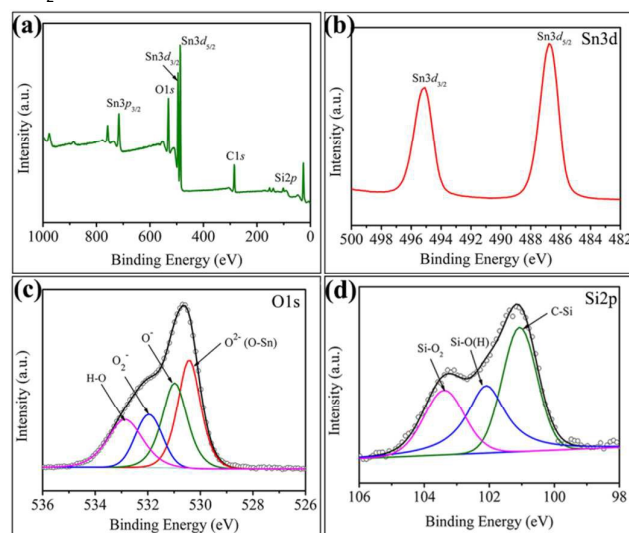 2
(a)
Sn3d5/2
Sn3d3/2
O1s
Sn3p3/2
C1s
Si2p
Intensity (a.u.)
1000 800 600 400 200 0
Binding Energy (eV)
(b)
Sn3d
Sn3d5/2
Sn3d3/2
Intensity (a.u.)
500 498 496 494 492 490 488 486 484 482
Binding Energy (eV)
(c)
O1s
O-
O2- (O-Sn)
O2-
H-O
Intensity (a.u.)
536 534 532 530 528 526
Binding Energy (eV)
(d)
Si2p
C-Si
Si-O(H)
Si-O2
Intensity (a.u.)
106 104 102 100 98
Binding Energy (eV)